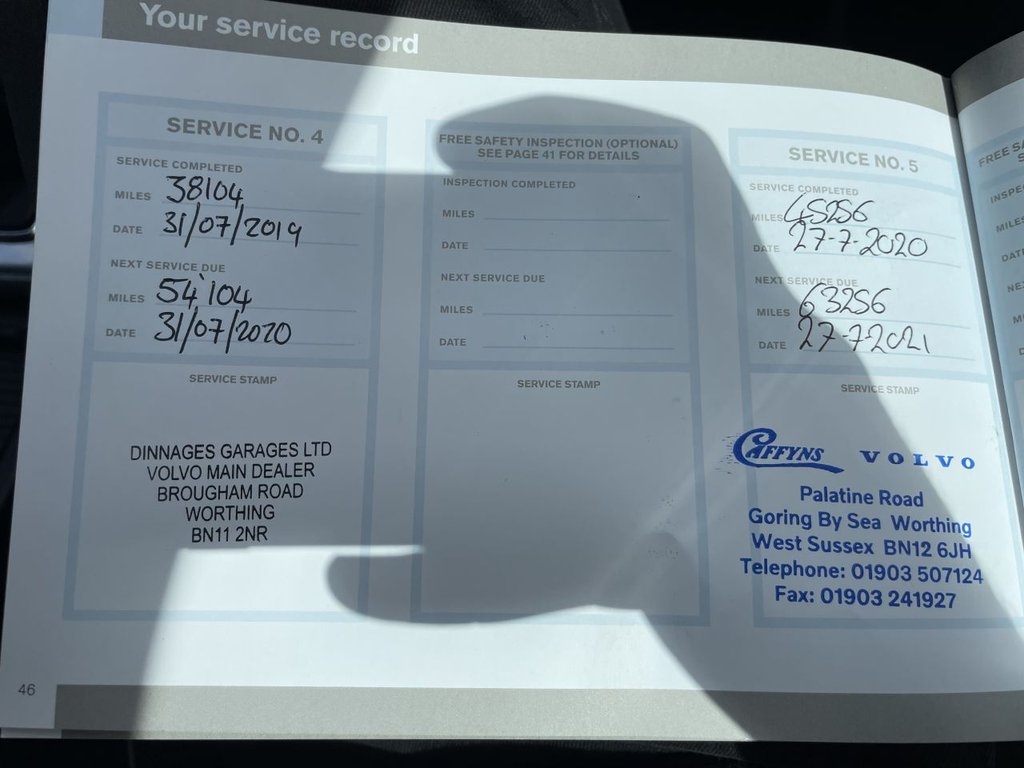 Your service record
SERVICE NO. 4
SERVICE COMPLETED
MILES 38104
DATE 31/07/2019
NEXT SERVICE DUE
MILES 54'104
DATE 31/07/2020
SERVICE STAMP
DINNAGES GARAGES LTD
VOLVO MAIN DEALER
BROUGHAM ROAD
WORTHING
BN11 2NR
FREE SAFETY INSPECTION (OPTIONAL)
SEE PAGE 41 FOR DETAILS
INSPECTION COMPLETED
MILES
DATE
NEXT SERVICE DUE
MILES
DATE
SERVICE STAMP
SERVICE NO. 5
SERVICE COMPLETED
MILES 45256
DATE 27-7-2020
NEXT SERVICE DUE
MILES 63256
DATE 27-7-2021
SERVICE STAMP
CAFFYNS VOLVO
Palatine Road
Goring By Sea Worthing
West Sussex BN12 6JH
Telephone: 01903 507124
Fax: 01903 241927
46